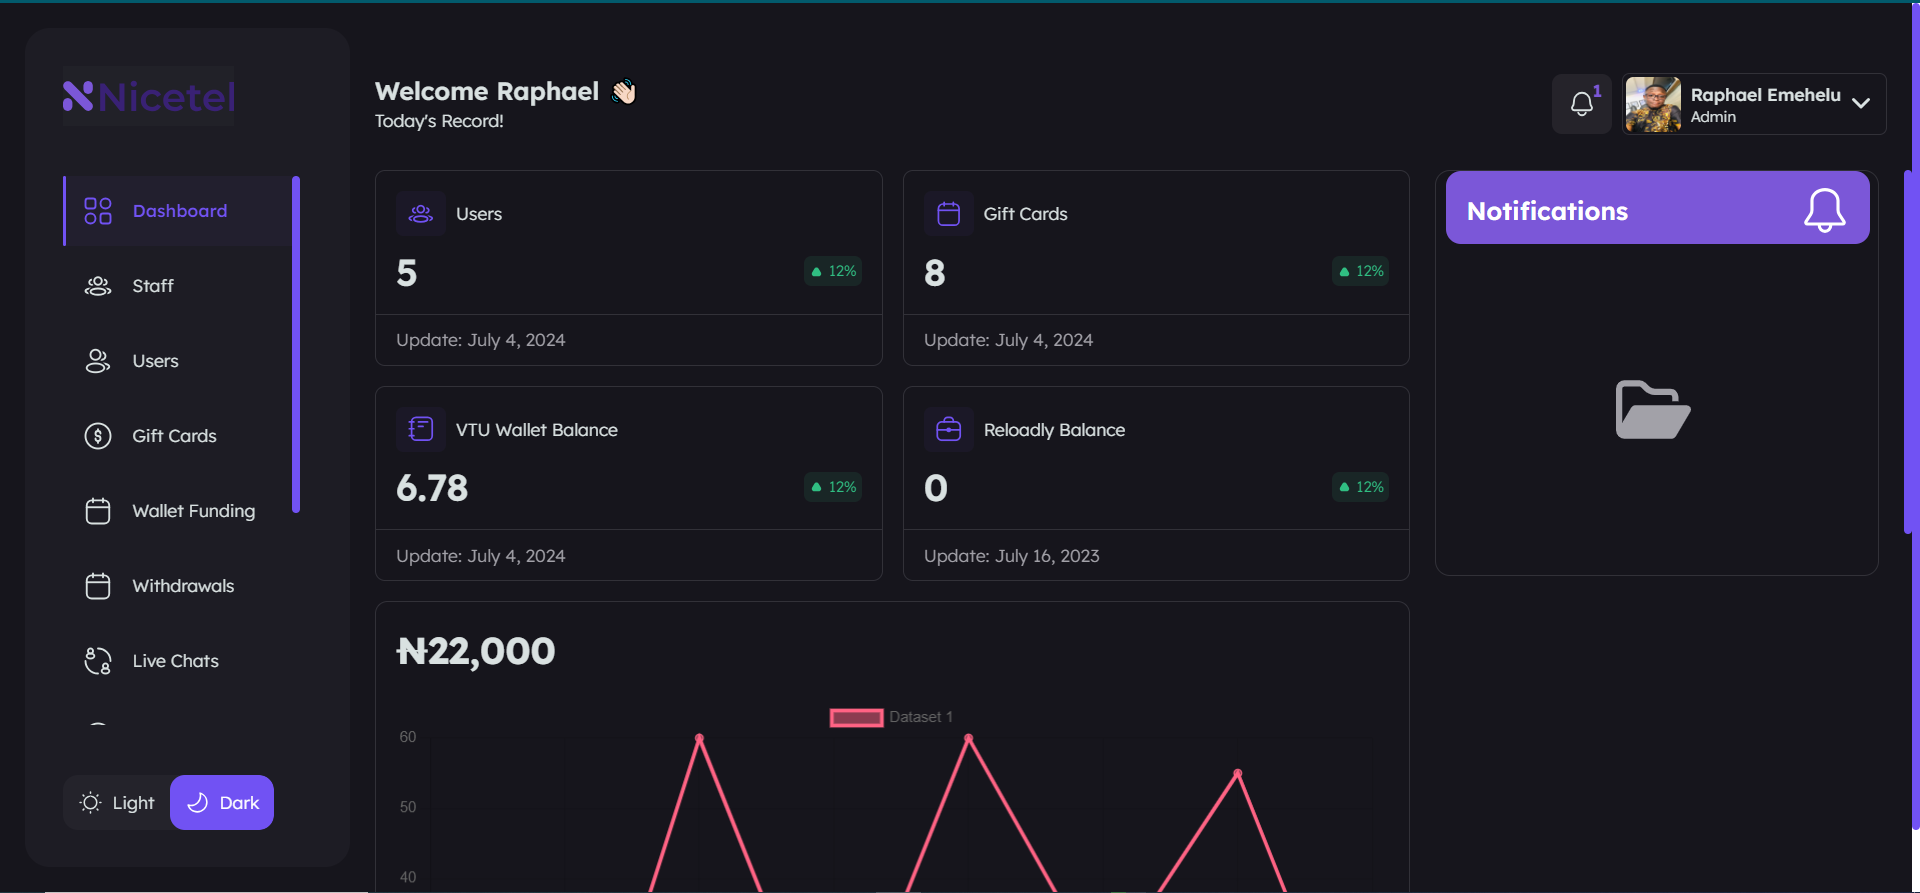 Nicetel
Dashboard
Staff
Users
Gift Cards
Wallet Funding
Withdrawals
Live Chats
Light
Dark
Welcome Raphael 👋🏻
Today's Record!
1
Raphael Emehelu
Admin
Users
5
12%
Update: July 4, 2024
Gift Cards
8
12%
Update: July 4, 2024
VTU Wallet Balance
6.78
12%
Update: July 4, 2024
Reloadly Balance
0
12%
Update: July 16, 2023
Notifications
₦22,000
Dataset 1
60
50
40